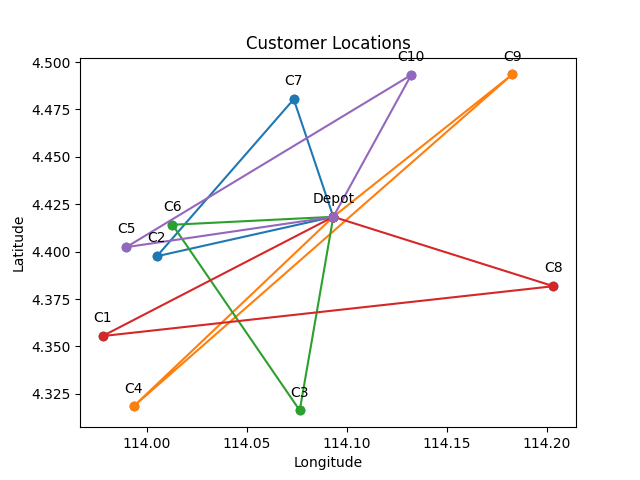 Customer Locations
C10
C9
4.500
C7
4.475
4.450
4.425
C6
Depot
C5
C2
4.400
C8
4.375
C1
4.350
C4
C3
4.325
Latitude
114.00
114.05
114.10
114.15
114.20
Longitude